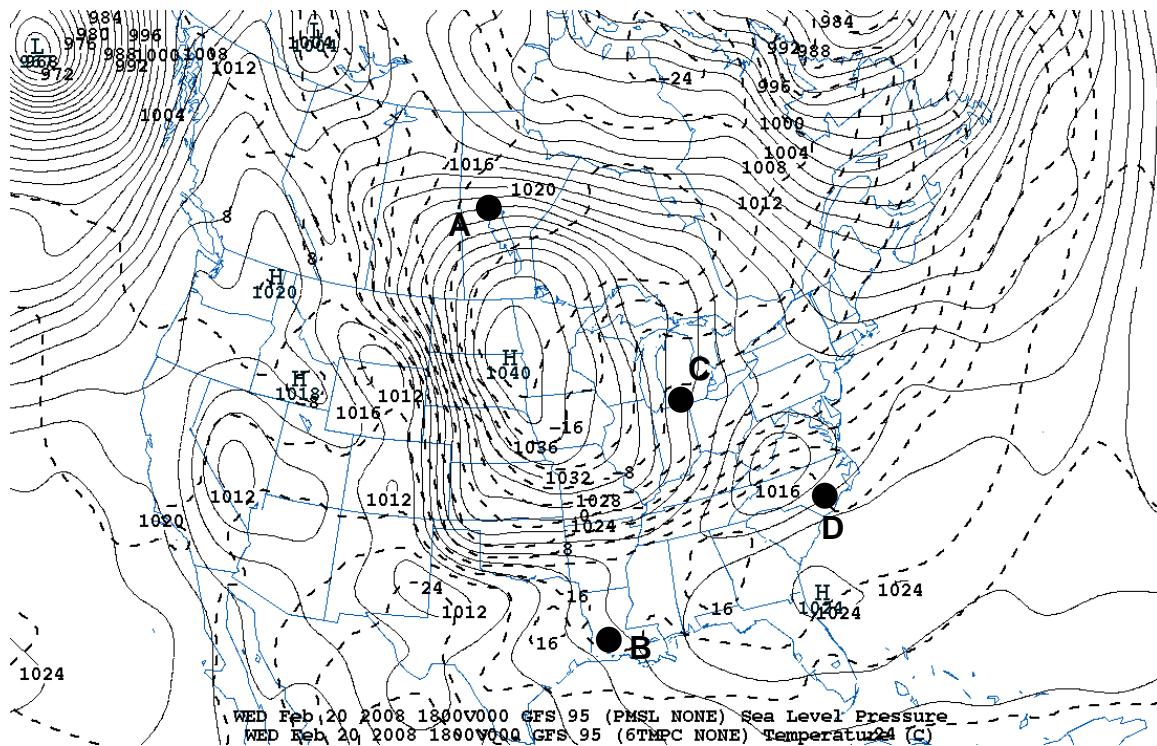 984 984
980 996
976 992
L 988 1000 1008 L 988
968 972 992 1012 1004 -24
996
1004 1000
1004
1016 1008
1020 1012
A
8
8
H
1020
H
1040 C
H
1018 1012
-8 1016
-16
1036
-8
1032
1012 1012 1028 1016
1020 0 D
1024
8
24 16 H 1024
1012 16 1024 1024
16 B
1024
WED Feb 20 2008 1800V000 GFS 95 (PMSL NONE) Sea Level Pressure
WED Feb 20 2008 1800V000 GFS 95 (6TMPC NONE) Temperature (C)
24